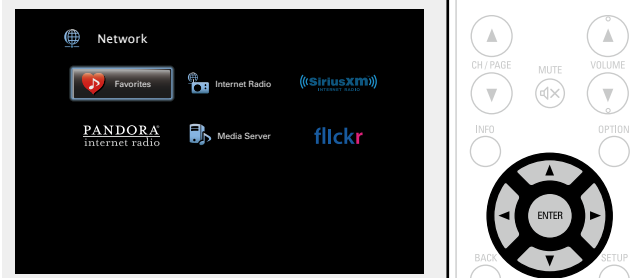 Network
Favorites
Internet Radio
((SiriusXM))
INTERNET RADIO
PANDORA®
internet radio
Media Server
flickr
CH / PAGE
MUTE
VOLUME
INFO
OPTION
ENTER
BACK
SETUP